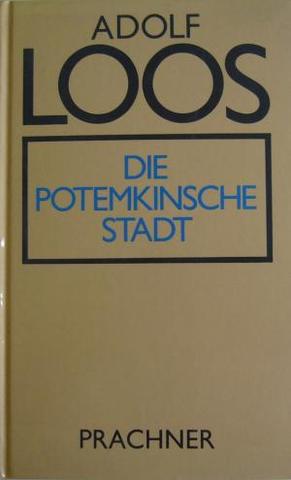 ADOLF
LOOS
DIE
POTEMKINSCHE
STADT
PRACHNER